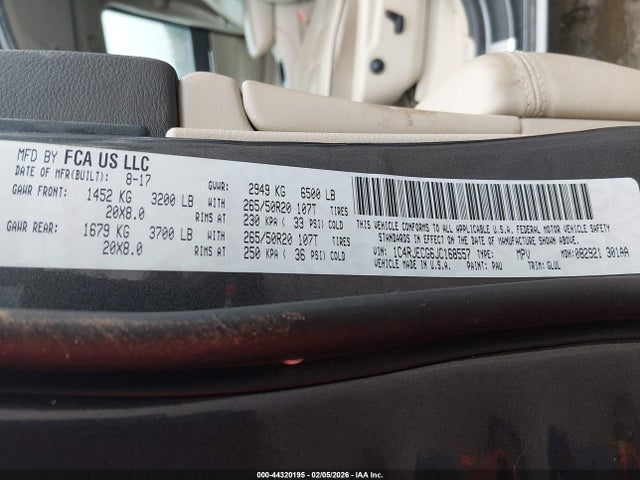 MFD BY FCA US LLC
DATE OF MFR(BUILT): 8-17 GVWR: 2949 KG 6500 LB
GAWR FRONT: 1452 KG 3200 LB 265/50R20 107T TIRES
20X8.0 RIMS AT 230 KPA ( 33 PSI) COLD
GAWR REAR: 1679 KG 3700 LB 265/50R20 107T TIRES
20X8.0 RIMS AT 250 KPA ( 36 PSI) COLD
THIS VEHICLE CONFORMS TO ALL APPLICABLE U.S.A. FEDERAL MOTOR VEHICLE SAFETY
STANDARDS IN EFFECT ON THE DATE OF MANUFACTURE SHOWN ABOVE.
VIN: 1C4RJECG6JC168557 TYPE: MPV MDH: 082921 301AA
VEHICLE MADE IN U.S.A. PAINT: PAU TRIM: GLUL
000-44320195 - 02/05/2026 - IAA Inc.